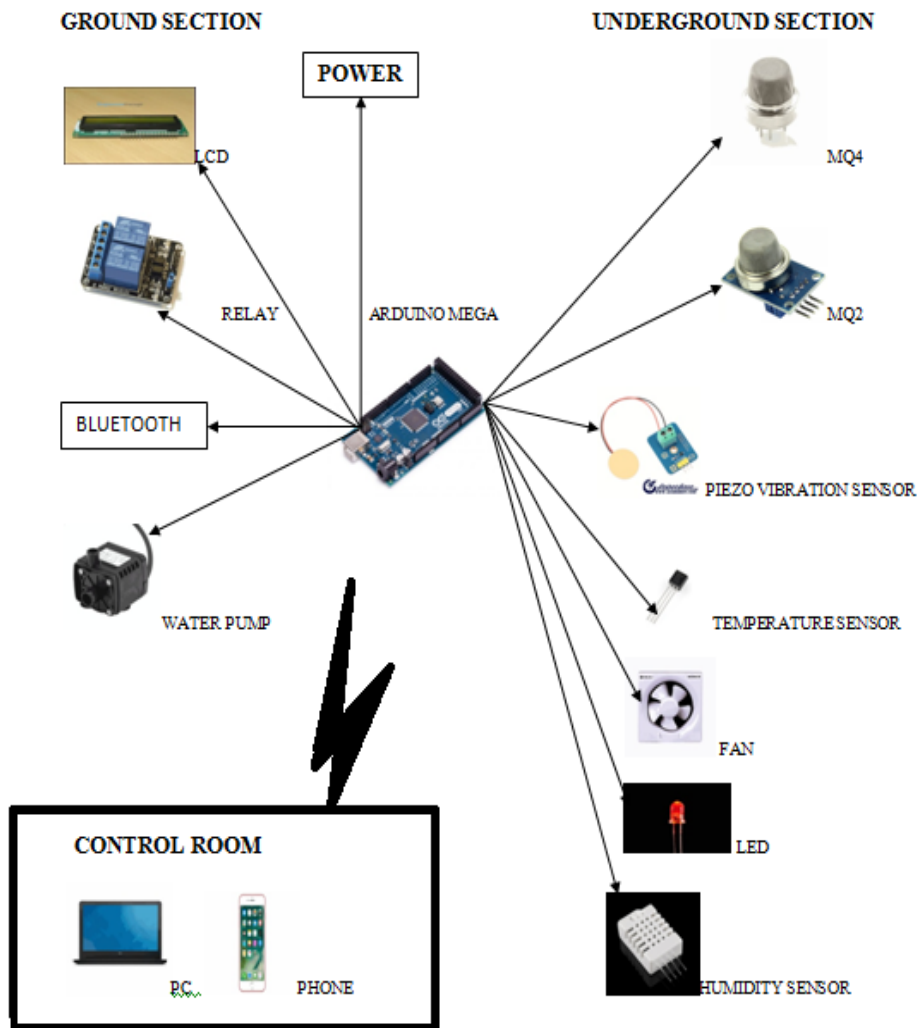 GROUND SECTION
UNDERGROUND SECTION
POWER
LCD
MQ4
RELAY
ARDUINO MEGA
MQ2
BLUETOOTH
PIEZO VIBRATION SENSOR
WATER PUMP
TEMPERATURE SENSOR
FAN
CONTROL ROOM
LED
PC
PHONE
HUMIDITY SENSOR